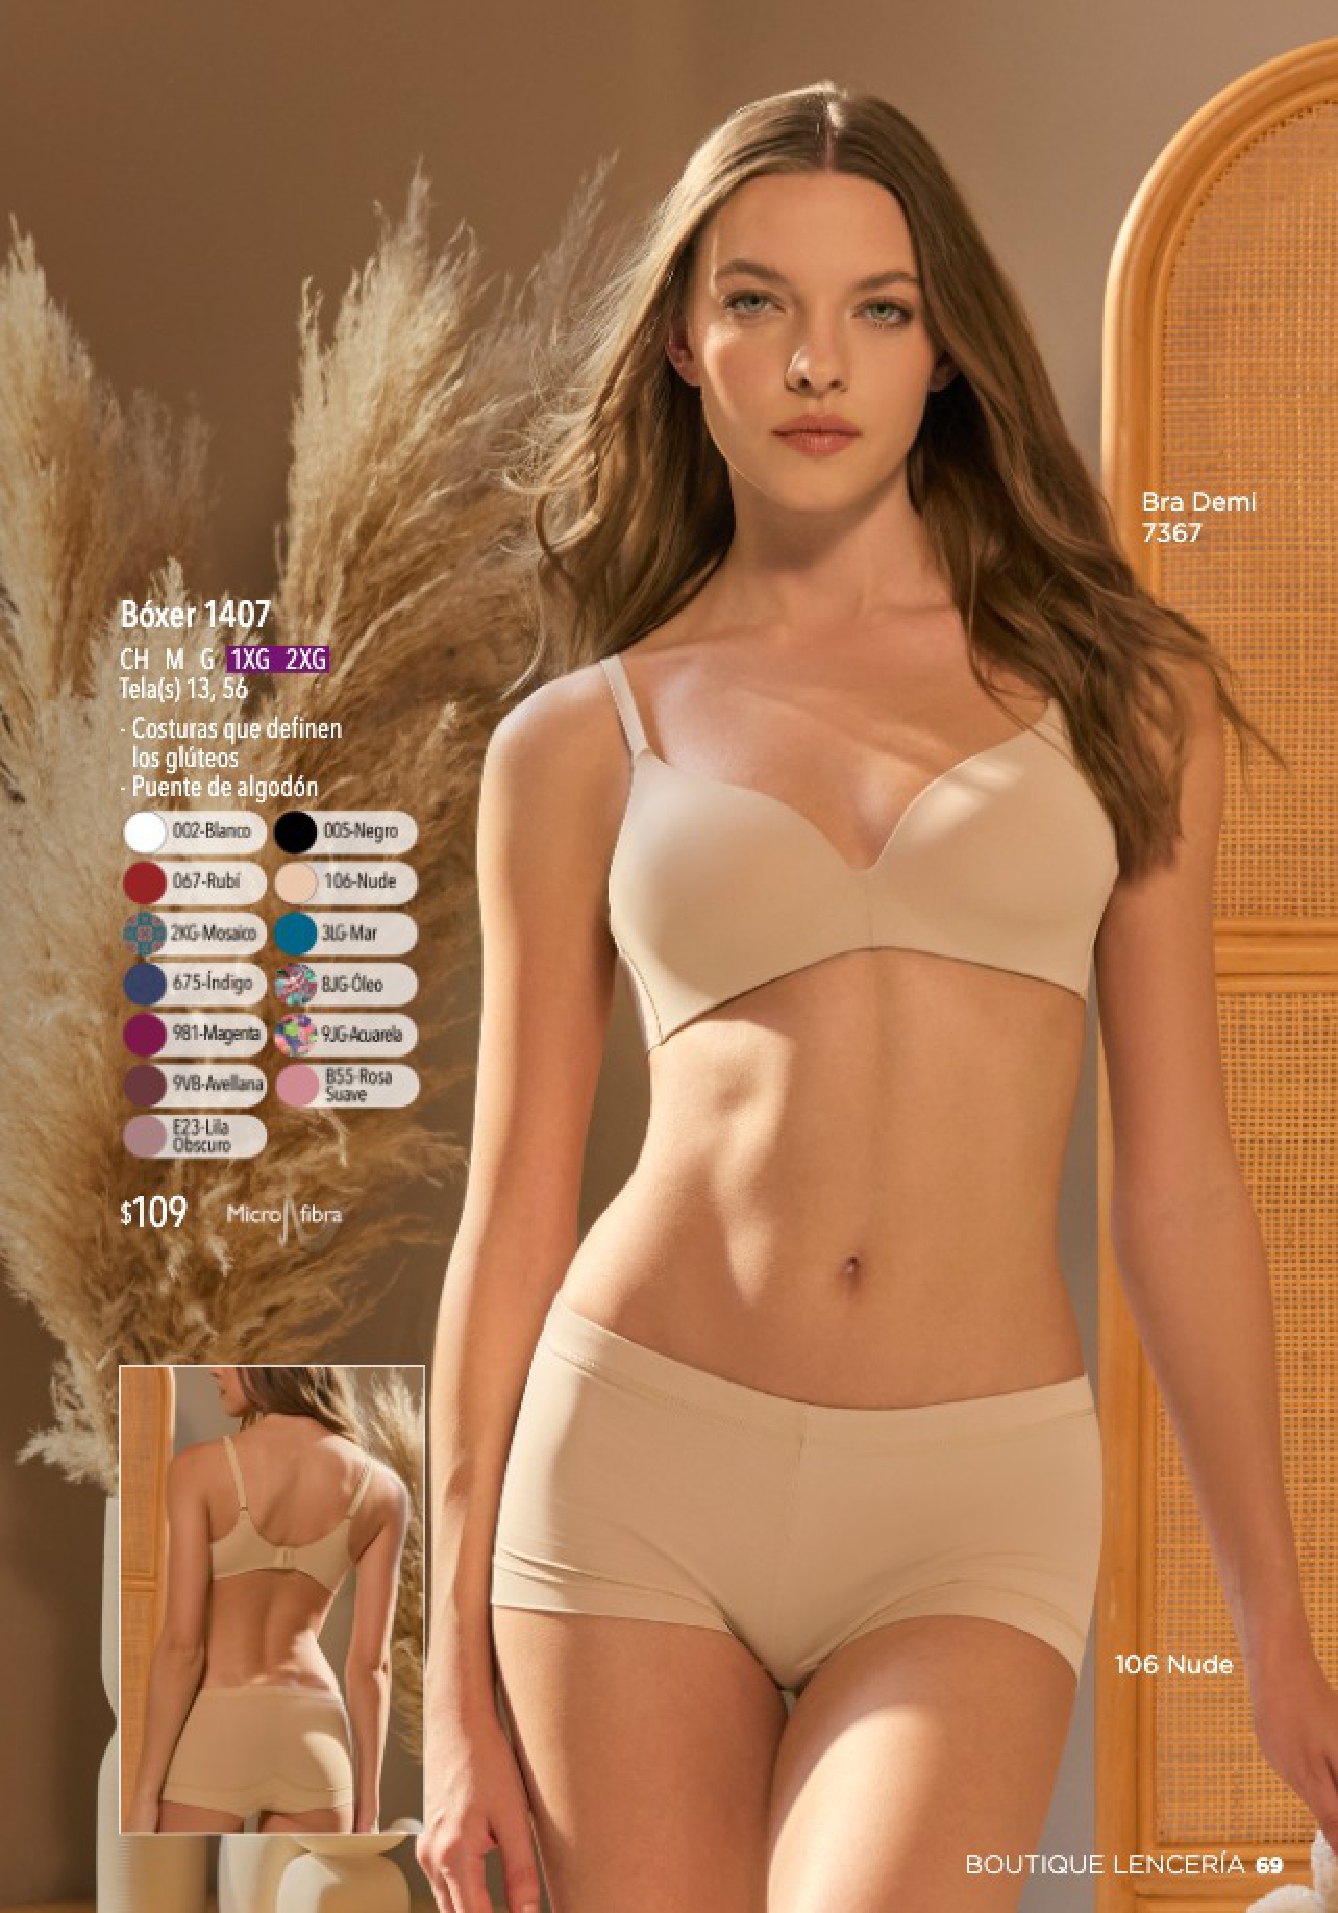 Bra Demi
7367
Bóxer 1407
CH M G 1XG 2XG
Tela(s) 13, 56
· Costuras que definen
los glúteos
· Puente de algodón
002-Blanco
005-Negro
067-Rubí
106-Nude
2KG-Mosaico
3LG-Mar
675-Índigo
8JG-Óleo
981-Magenta
9JG-Acuarela
9VB-Avellana
B55-Rosa
Suave
E23-Lila
Obscuro
$109
Micro fibra
106 Nude
BOUTIQUE LENCERÍA 69